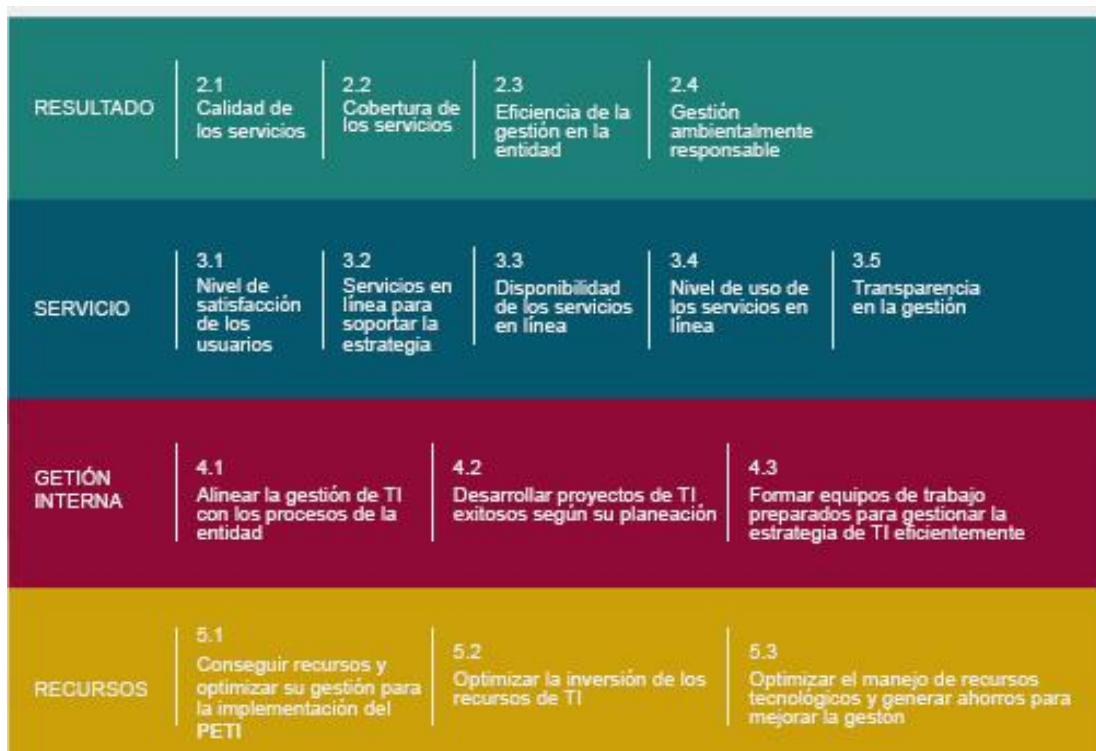 RESULTADO
2.1
Calidad de
los servicios
2.2
Cobertura de
los servicios
2.3
Eficiencia de la
gestión en la
entidad
2.4
Gestión
ambientalmente
responsable
SERVICIO
3.1
Nivel de
satisfacción
de los
usuarios
3.2
Servicios en
línea para
soportar la
estrategia
3.3
Disponibilidad
de los servicios
en línea
3.4
Nivel de uso de
los servicios en
línea
3.5
Transparencia
en la gestión
GETIÓN
INTERNA
4.1
Alinear la gestión de TI
con los procesos de la
entidad
4.2
Desarrollar proyectos de TI
exitosos según su planeación
4.3
Formar equipos de trabajo
preparados para gestionar la
estrategia de TI eficientemente
RECURSOS
5.1
Conseguir recursos y
optimizar su gestión para
la implementación del
PETI
5.2
Optimizar la inversión de los
recursos de TI
5.3
Optimizar el manejo de recursos
tecnológicos y generar ahorros para
mejorar la geston